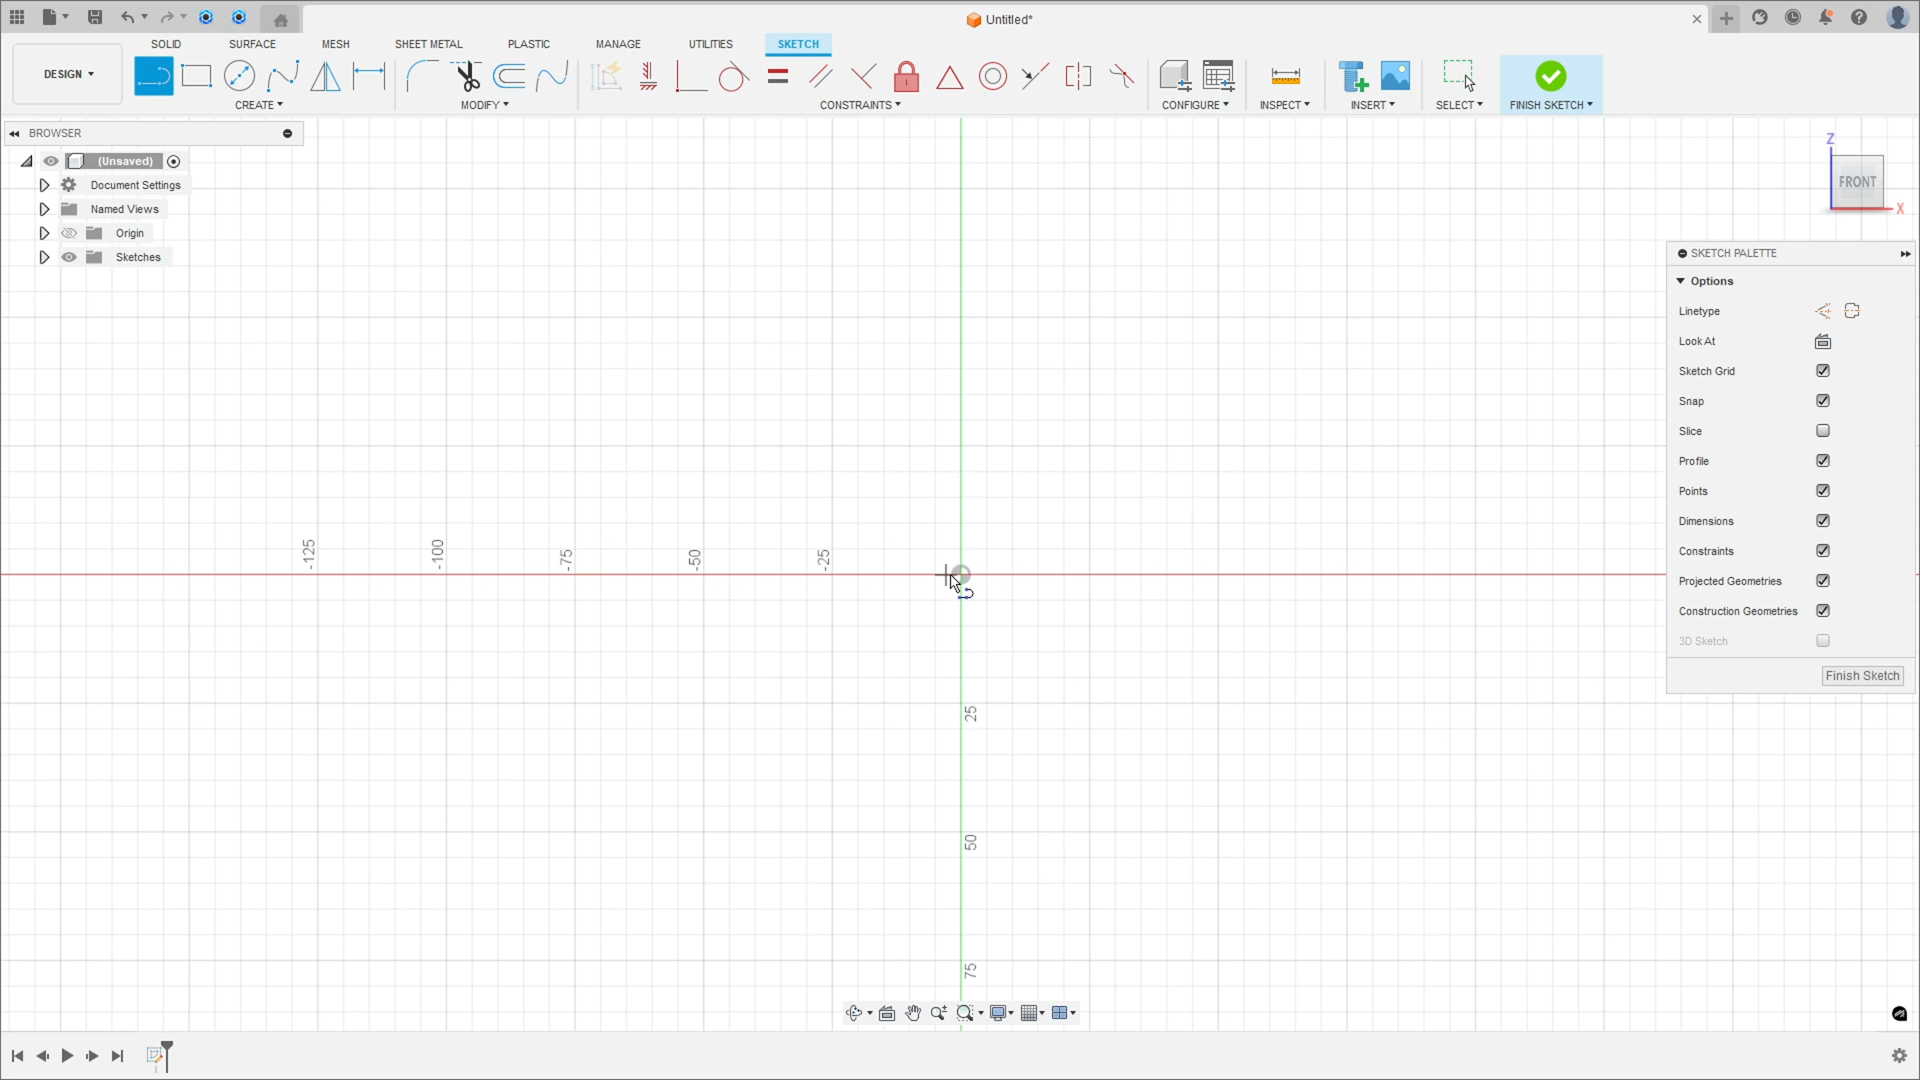 Untitled*
SOLID SURFACE MESH SHEET METAL PLASTIC MANAGE UTILITIES SKETCH
DESIGN
CREATE MODIFY CONSTRAINTS CONFIGURE INSPECT INSERT SELECT FINISH SKETCH
BROWSER
(Unsaved)
Document Settings
Named Views
Origin
Sketches
Z
FRONT
X
SKETCH PALETTE
Options
Linetype
Look At
Sketch Grid
Snap
Slice
Profile
Points
Dimensions
Constraints
Projected Geometries
Construction Geometries
3D Sketch
Finish Sketch
-125
-100
-75
-50
-25
25
50
75